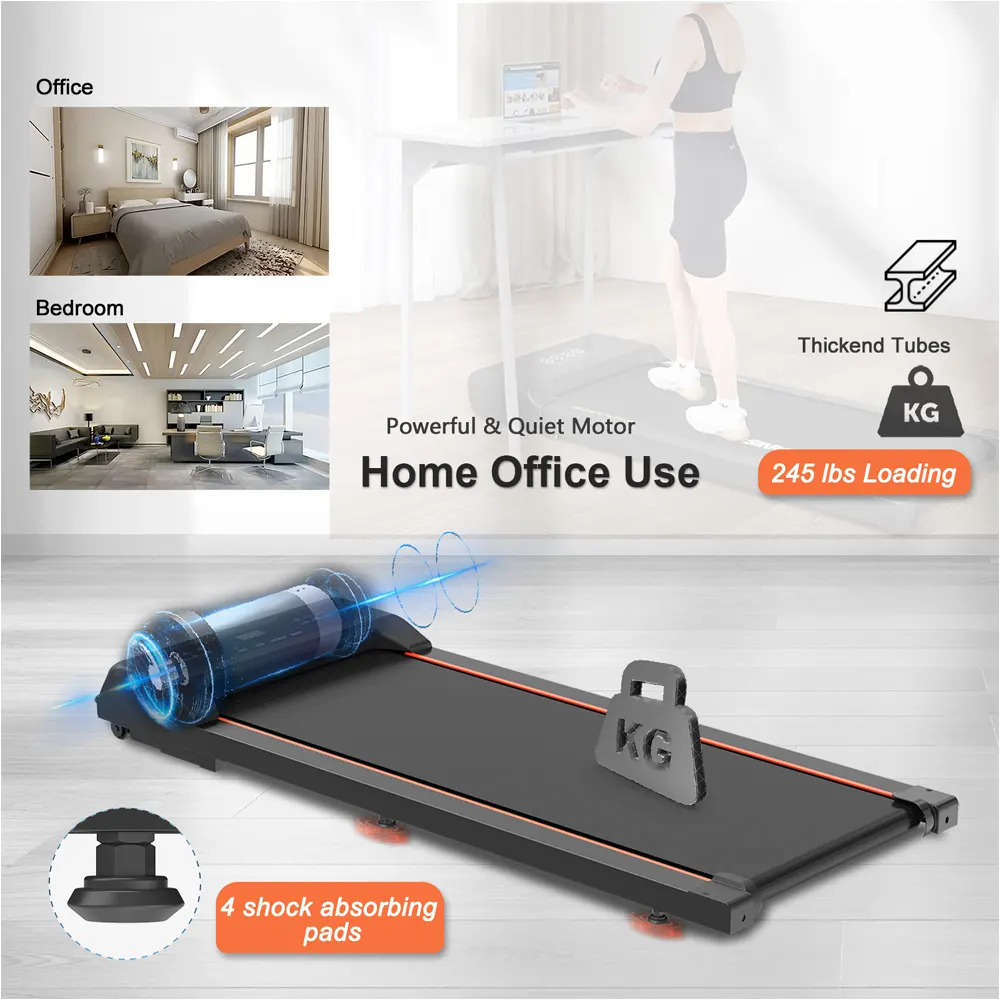 Office
Bedroom
Thickend Tubes
KG
Powerful & Quiet Motor
Home Office Use
245 lbs Loading
KG
4 shock absorbing
pads